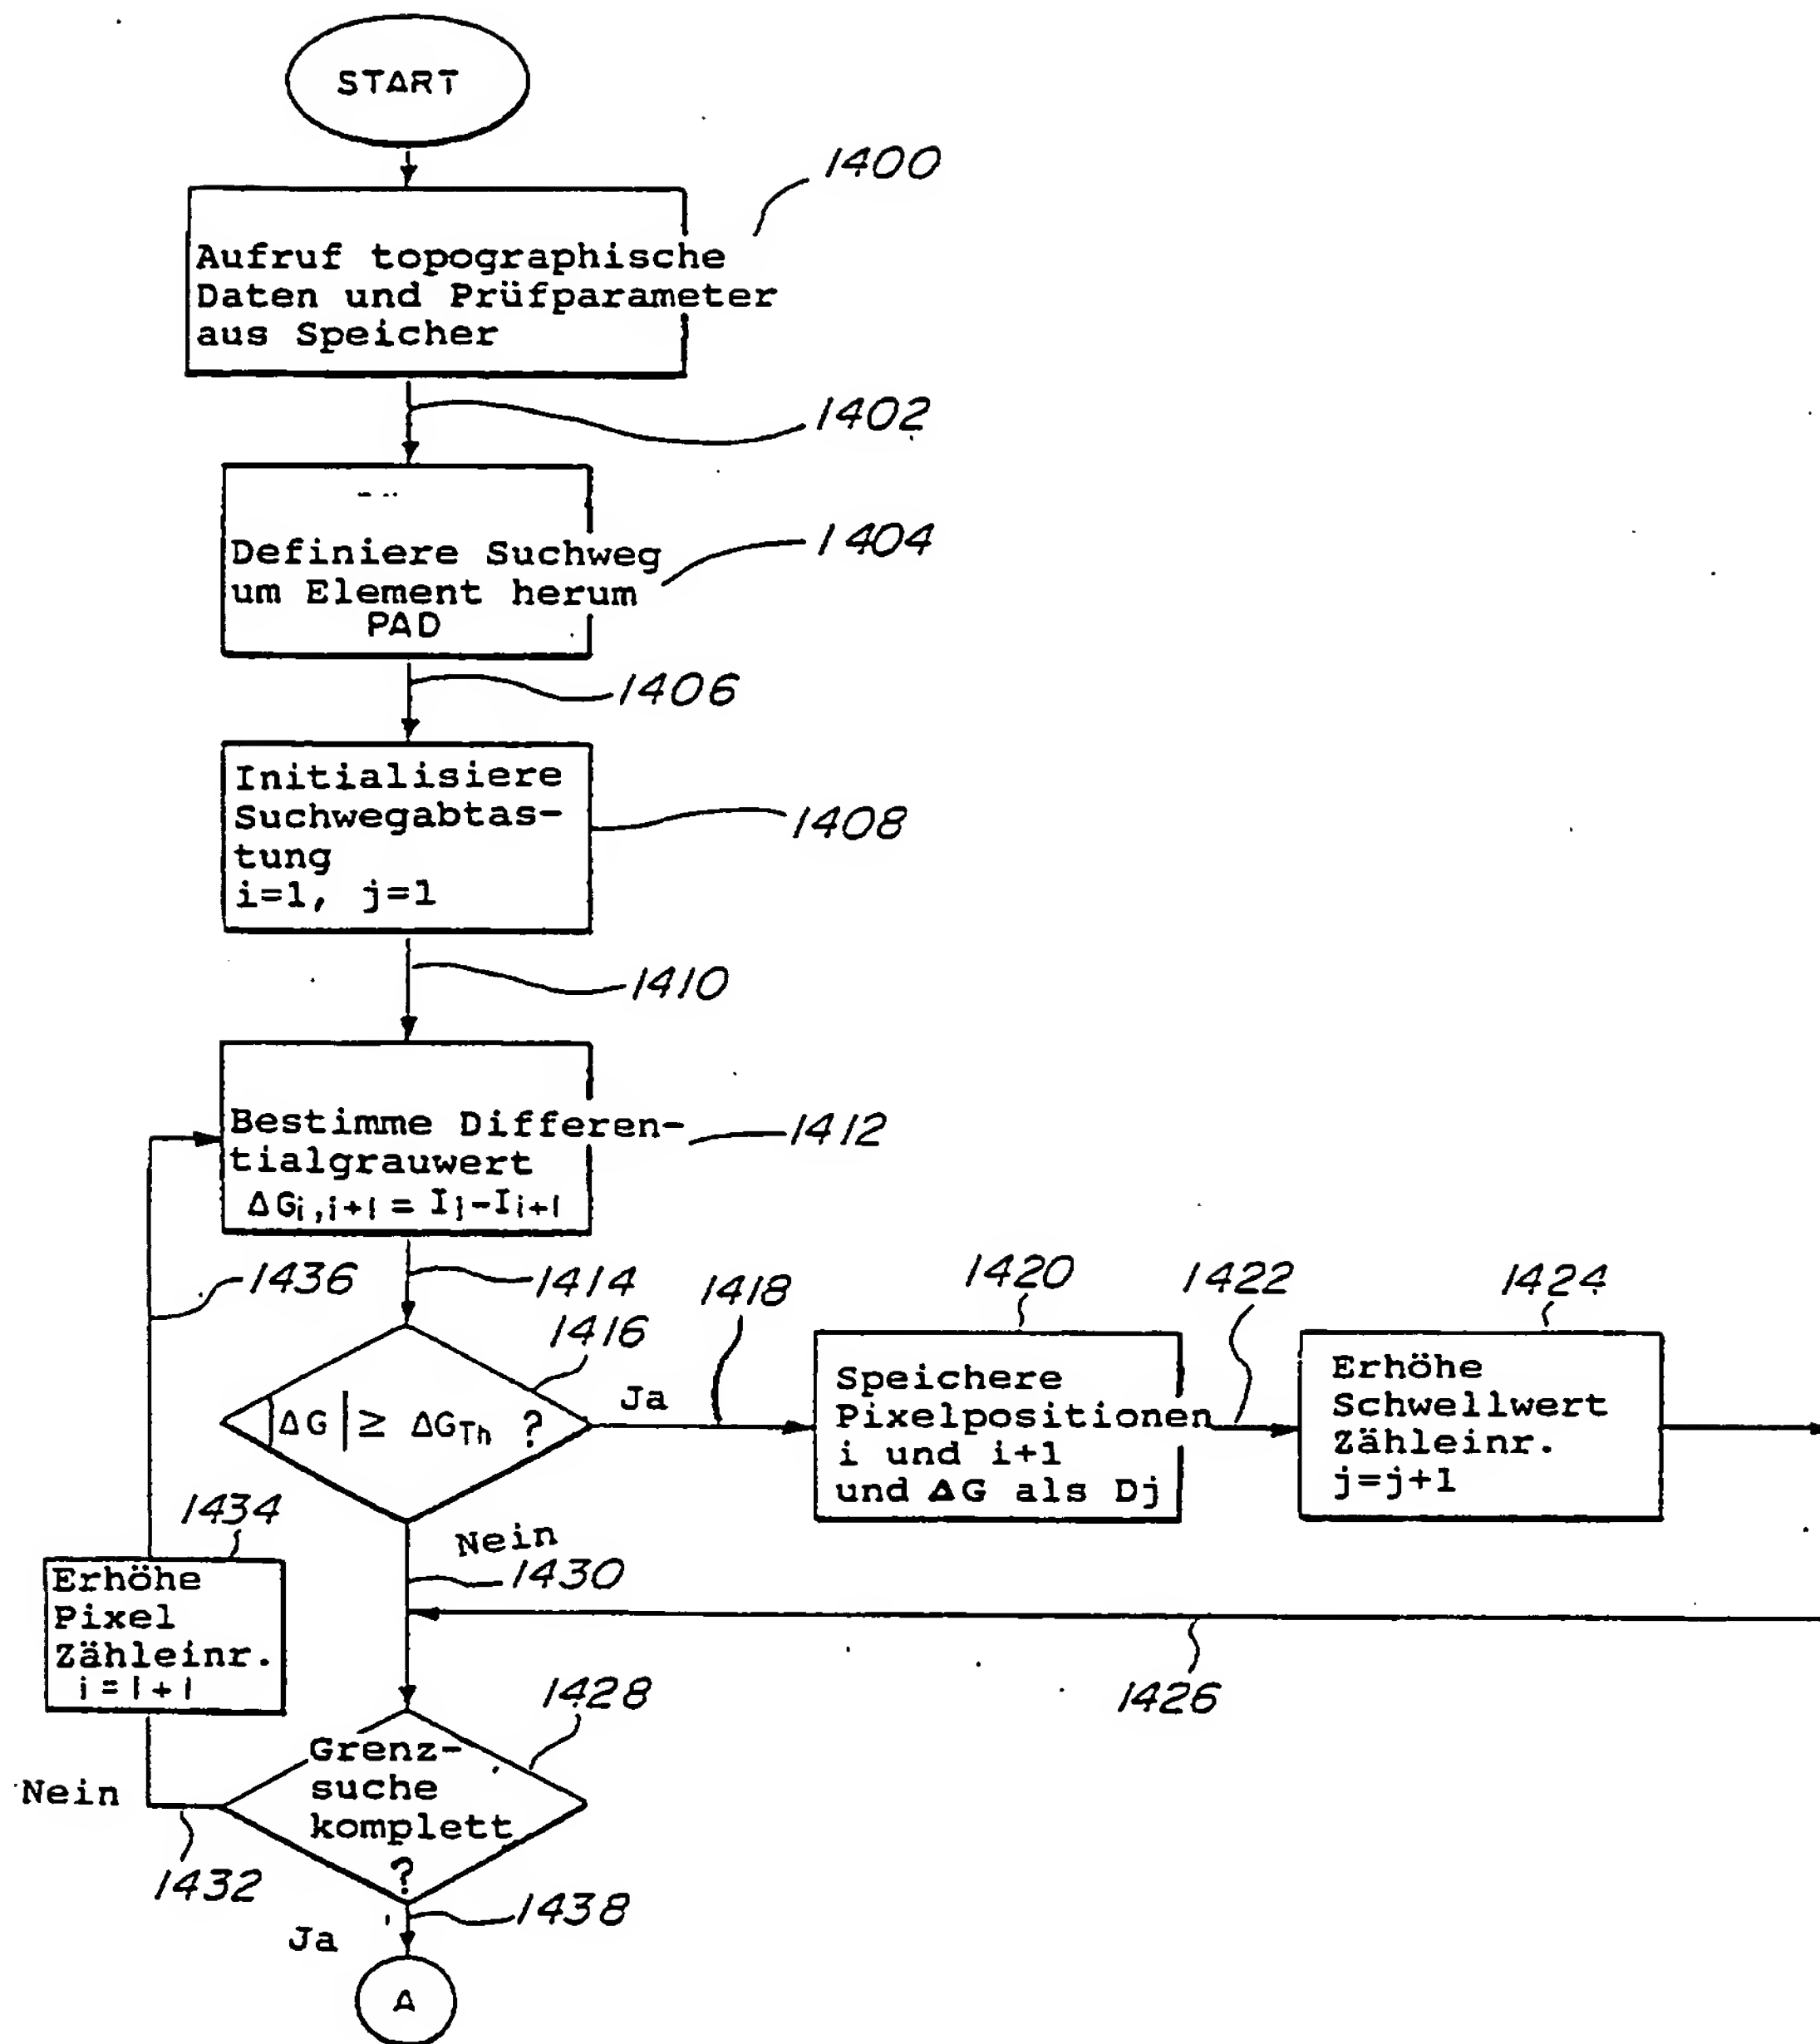 START
1400
Aufruf topographische
Daten und Prüfparameter
aus Speicher
1402
Definiere Suchweg
um Element herum
PAD
1404
1406
Initialisiere
Suchwegabtas-
tung
i=1, j=1
1408
1410
Bestimme Differen-
tialgrauwert
ΔGi,i+1 = Ii-Ii+1
1412
1436
1414
1416
|ΔG| ≥ ΔGTh ?
Ja
1418
1420
Speichere
Pixelpositionen
i und i+1
und ΔG als Dj
1422
1424
Erhöhe
Schwellwert
Zähleinr.
j=j+1
Nein
1430
1434
Erhöhe
Pixel
Zähleinr.
i=i+1
1426
1428
Grenz-
suche
komplett
?
Nein
1432
1438
Ja
A